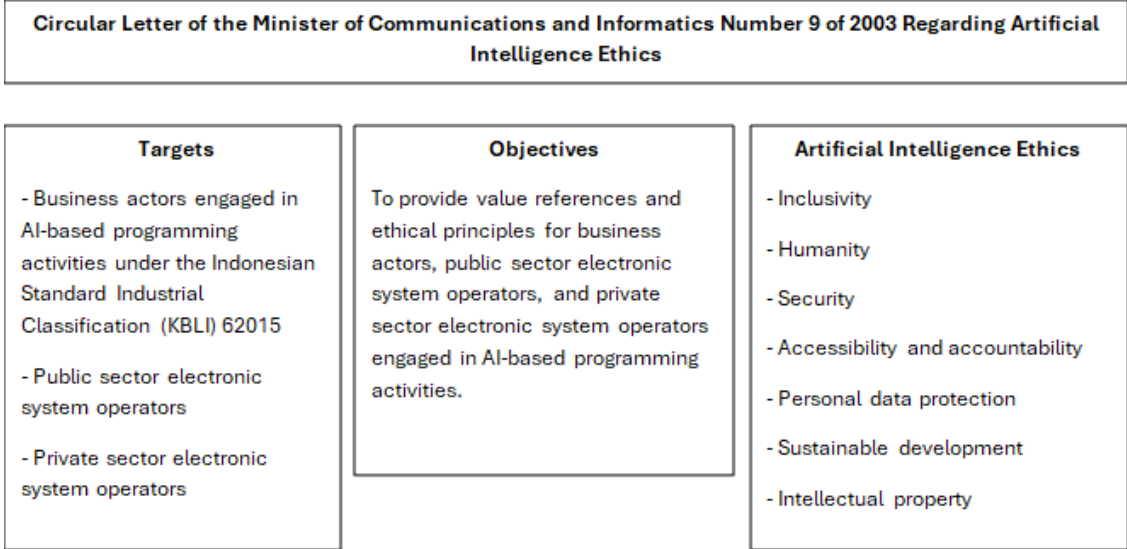 Circular Letter of the Minister of Communications and Informatics Number 9 of 2003 Regarding Artificial
Intelligence Ethics
Targets
- Business actors engaged in
AI-based programming
activities under the Indonesian
Standard Industrial
Classification (KBLI) 62015
- Public sector electronic
system operators
- Private sector electronic
system operators
Objectives
To provide value references and
ethical principles for business
actors, public sector electronic
system operators, and private
sector electronic system operators
engaged in AI-based programming
activities.
Artificial Intelligence Ethics
- Inclusivity
- Humanity
- Security
- Accessibility and accountability
- Personal data protection
- Sustainable development
- Intellectual property